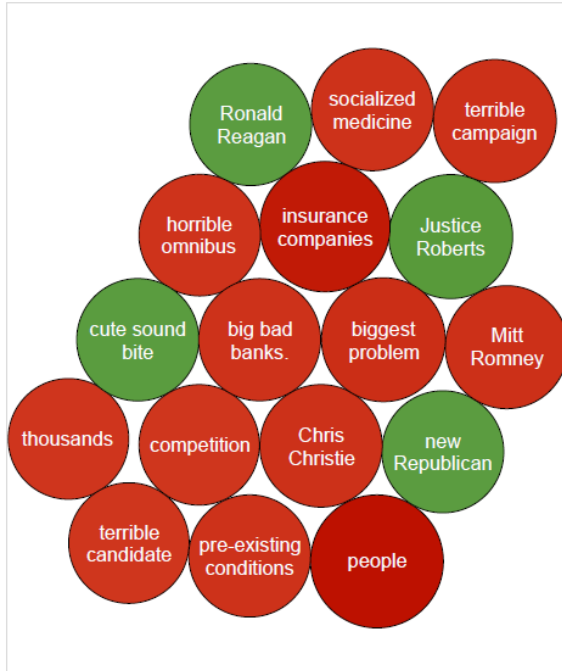 Ronald
Reagan
socialized
medicine
terrible
campaign
horrible
omnibus
insurance
companies
Justice
Roberts
cute sound
bite
big bad
banks.
biggest
problem
Mitt
Romney
thousands
competition
Chris
Christie
new
Republican
terrible
candidate
pre-existing
conditions
people